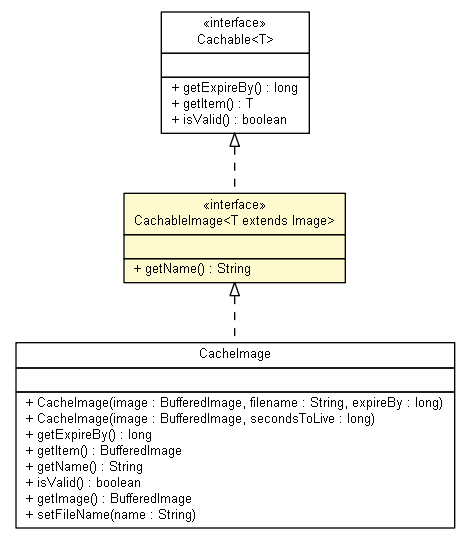 «interface»
Cachable<T>
+ getExpireBy() : long
+ getItem() : T
+ isValid() : boolean
«interface»
CachableImage<T extends Image>
+ getName() : String
CacheImage
+ CacheImage(image : BufferedImage, filename : String, expireBy : long)
+ CacheImage(image : BufferedImage, secondsToLive : long)
+ getExpireBy() : long
+ getItem() : BufferedImage
+ getName() : String
+ isValid() : boolean
+ getImage() : BufferedImage
+ setFileName(name : String)